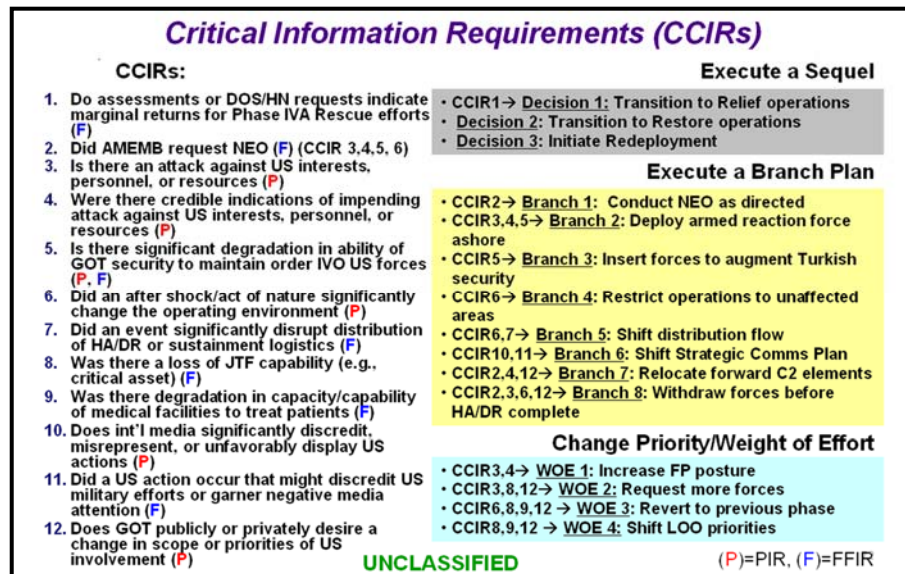 Critical Information Requirements (CCIRs)
CCIRs:
1. Do assessments or DOS/HN requests indicate
marginal returns for Phase IVA Rescue efforts
(F)
2. Did AMEMB request NEO (F) (CCIR 3,4,5, 6)
3. Is there an attack against US interests,
personnel, or resources (P)
4. Were there credible indications of impending
attack against US interests, personnel, or
resources (P)
5. Is there significant degradation in ability of
GOT security to maintain order IVO US forces
(P, F)
6. Did an after shock/act of nature significantly
change the operating environment (P)
7. Did an event significantly disrupt distribution
of HA/DR or sustainment logistics (F)
8. Was there a loss of JTF capability (e.g.,
critical asset) (F)
9. Was there degradation in capacity/capability
of medical facilities to treat patients (F)
10. Does int'l media significantly discredit,
misrepresent, or unfavorably display US
actions (P)
11. Did a US action occur that might discredit US
military efforts or garner negative media
attention (F)
12. Does GOT publicly or privately desire a
change in scope or priorities of US
involvement (P)
Execute a Sequel
• CCIR1→ Decision 1: Transition to Relief operations
• Decision 2: Transition to Restore operations
• Decision 3: Initiate Redeployment
Execute a Branch Plan
• CCIR2→ Branch 1: Conduct NEO as directed
• CCIR3,4,5→ Branch 2: Deploy armed reaction force
ashore
• CCIR5→ Branch 3: Insert forces to augment Turkish
security
• CCIR6→ Branch 4: Restrict operations to unaffected
areas
• CCIR6,7→ Branch 5: Shift distribution flow
• CCIR10,11→ Branch 6: Shift Strategic Comms Plan
• CCIR2,4,12→ Branch 7: Relocate forward C2 elements
• CCIR2,3,6,12→ Branch 8: Withdraw forces before
HA/DR complete
Change Priority/Weight of Effort
• CCIR3,4→ WOE 1: Increase FP posture
• CCIR3,8,12→ WOE 2: Request more forces
• CCIR6,8,9,12→ WOE 3: Revert to previous phase
• CCIR8,9,12→ WOE 4: Shift LOO priorities
UNCLASSIFIED
(P)=PIR, (F)=FFIR